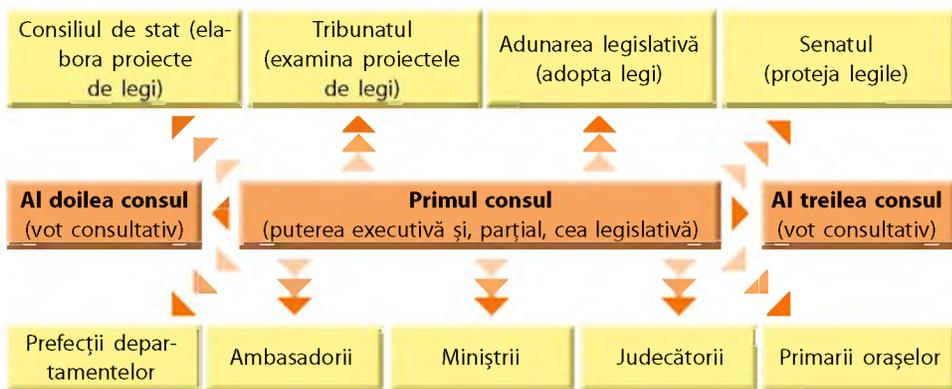 Consiliul de stat (ela-
bora proiecte
de legi)
Tribunatul
(examina proiectele
de legi)
Adunarea legislativă
(adopta legi)
Senatul
(proteja legile)
Al doilea consul
(vot consultativ)
Primul consul
(puterea executivă și, parțial, cea legislativă)
Al treilea consul
(vot consultativ)
Prefecții depar-
tamentelor
Ambasadorii
Miniștrii
Judecătorii
Primarii orașelor